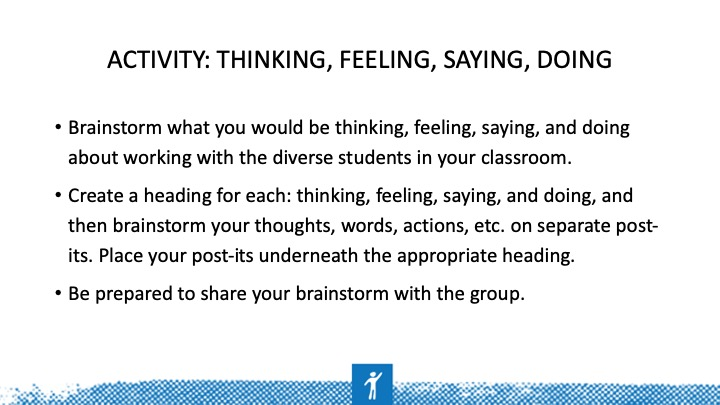 ACTIVITY: THINKING, FEELING, SAYING, DOING
• Brainstorm what you would be thinking, feeling, saying, and doing
about working with the diverse students in your classroom.
• Create a heading for each: thinking, feeling, saying, and doing, and
then brainstorm your thoughts, words, actions, etc. on separate post-
its. Place your post-its underneath the appropriate heading.
• Be prepared to share your brainstorm with the group.